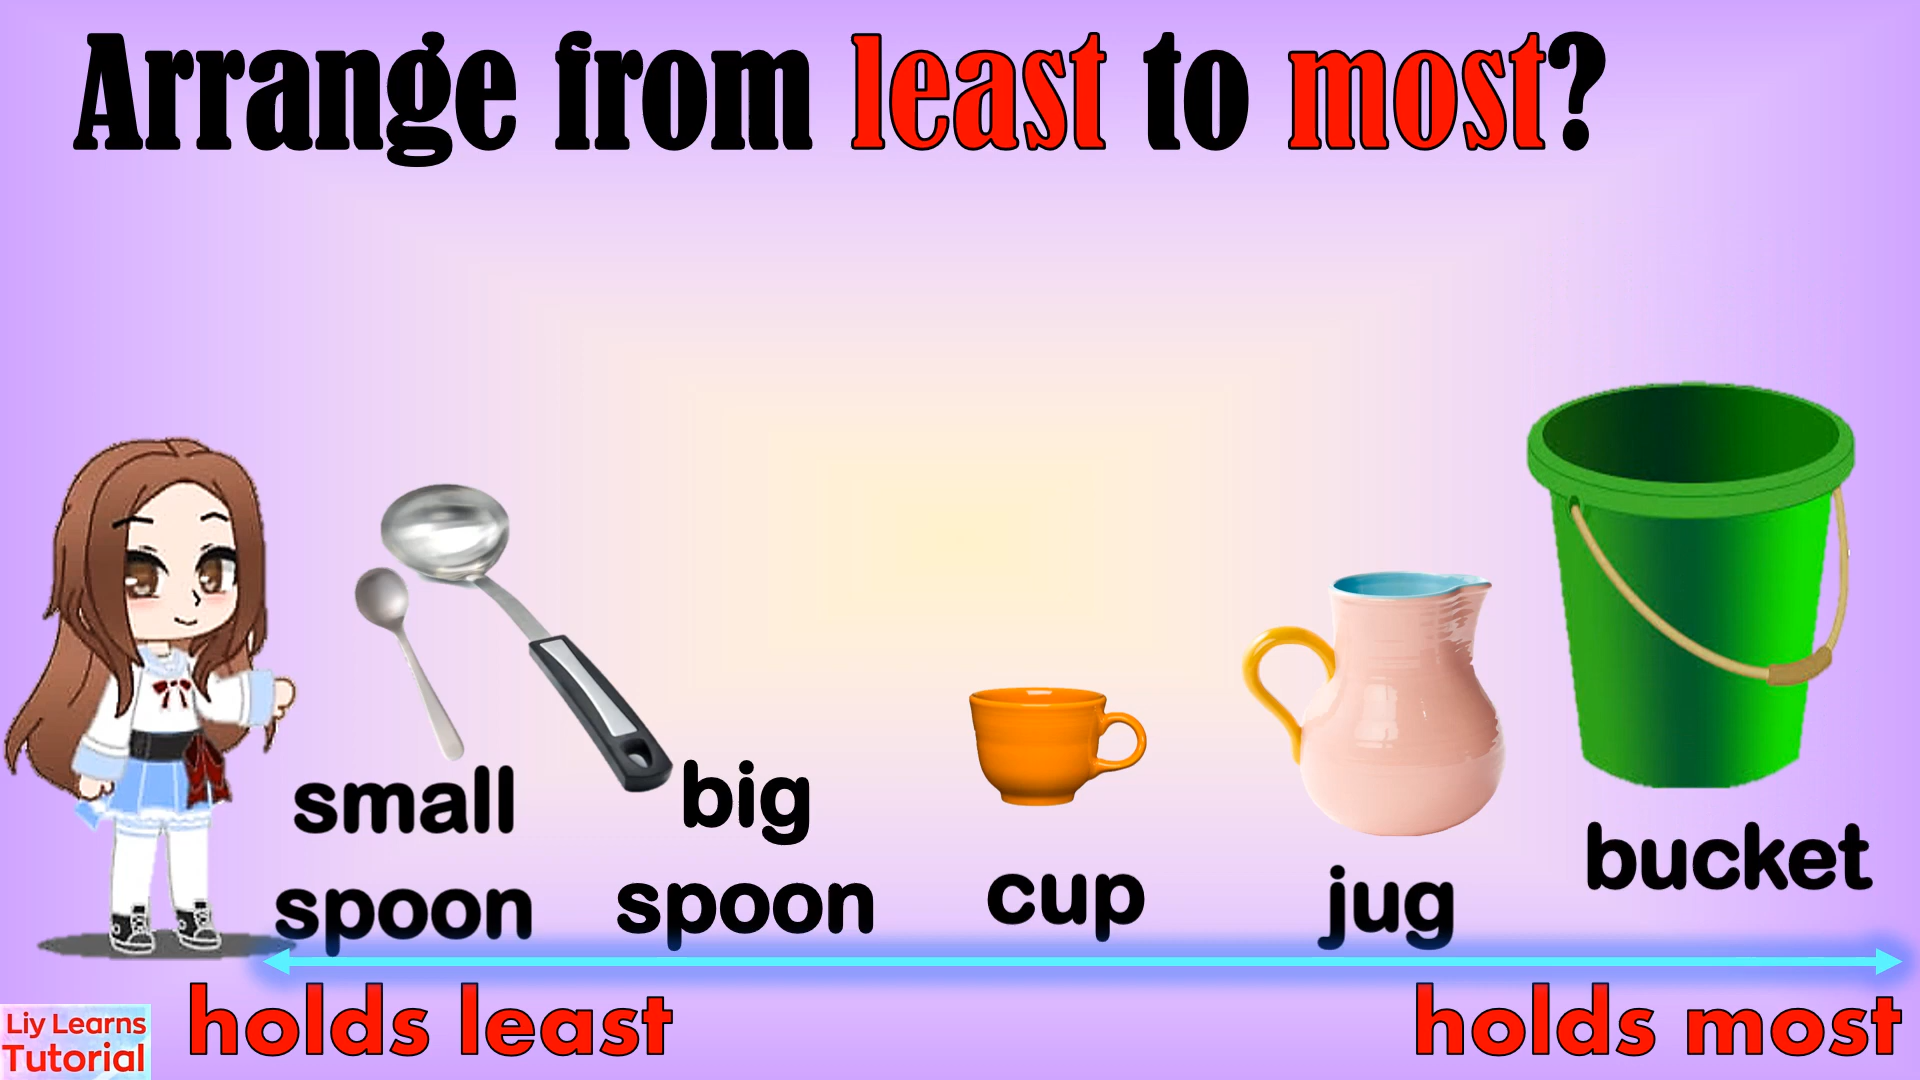 Arrange from least to most?
small spoon
big spoon
cup
jug
bucket
holds least
holds most
Liy Learns
Tutorial